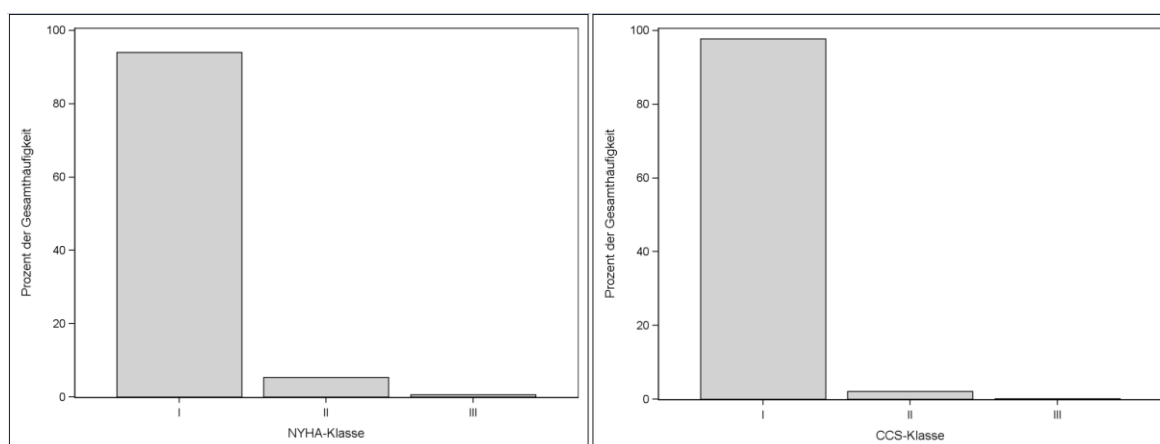 Prozent der Gesamthäufigkeit
100
80
60
40
20
0
I
II
III
NYHA-Klasse
Prozent der Gesamthäufigkeit
100
80
60
40
20
0
I
II
III
CCS-Klasse